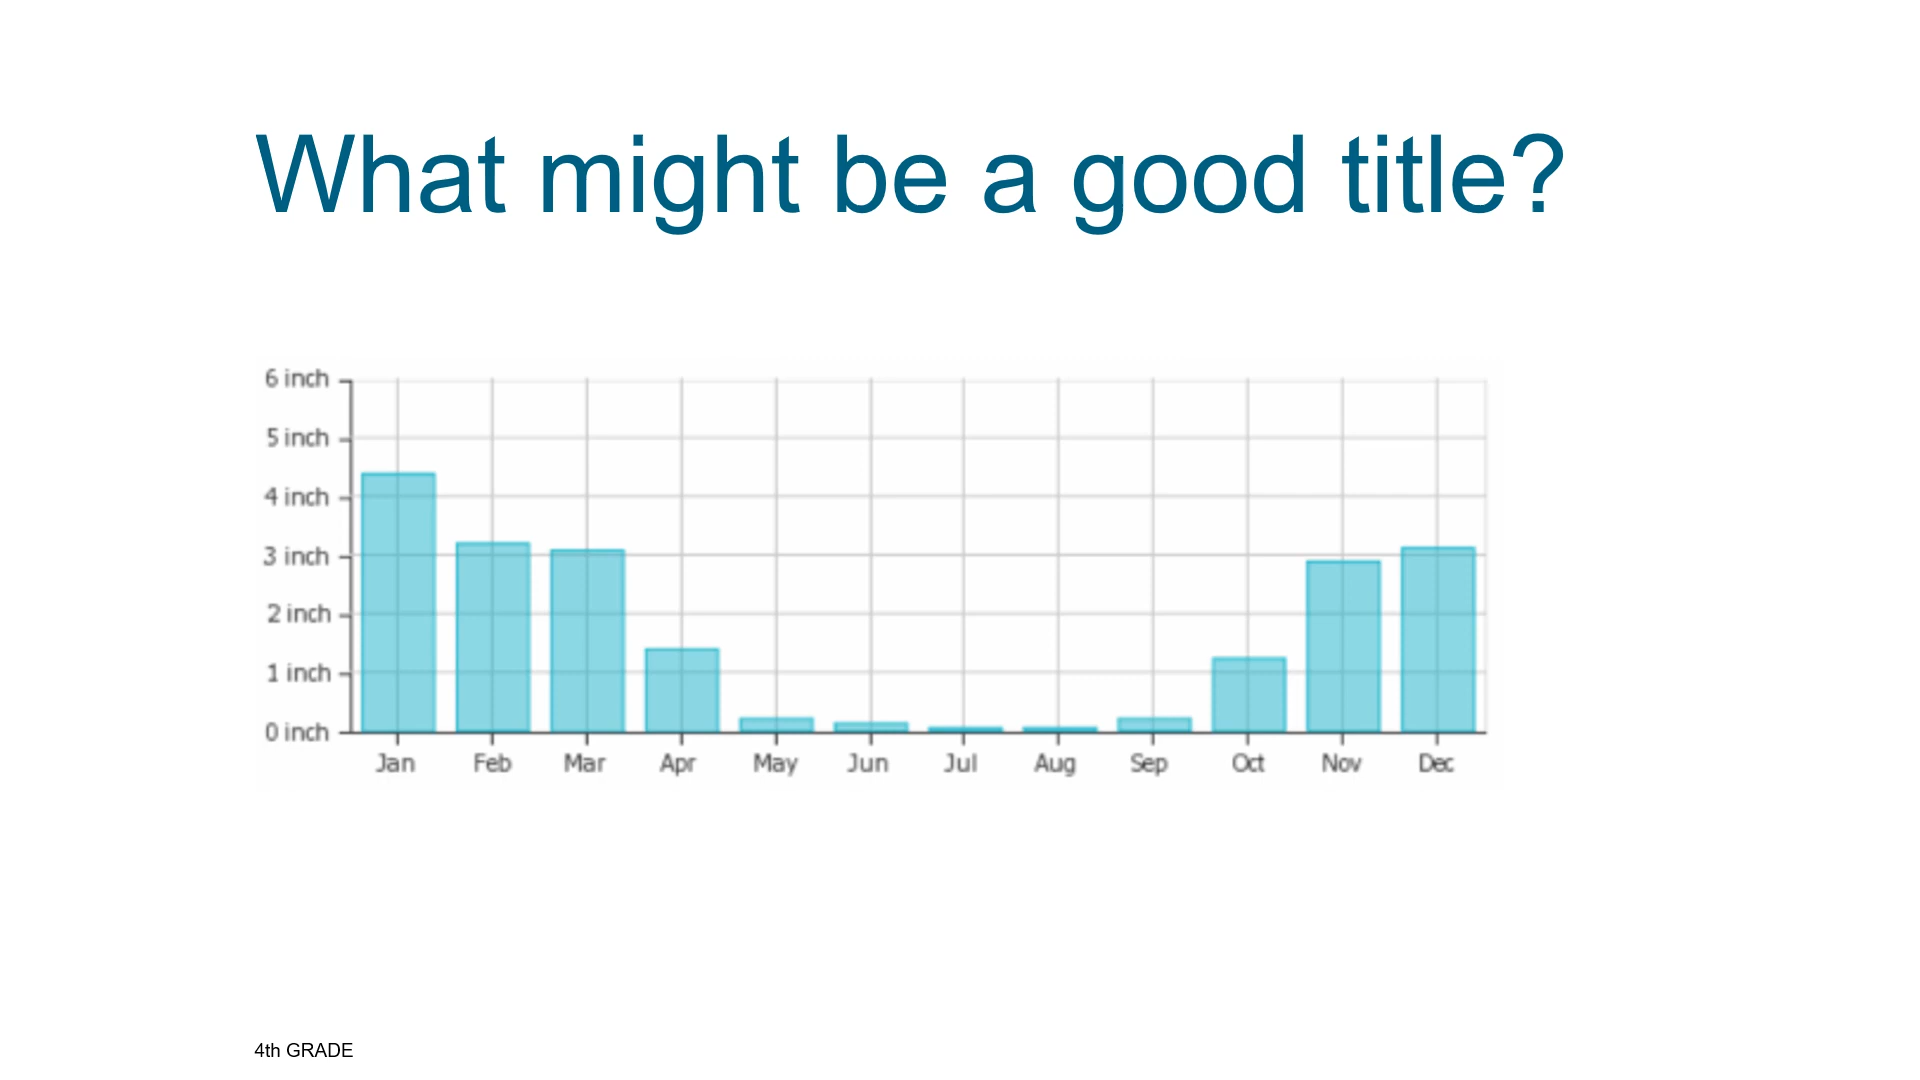 What might be a good title?
6 inch
5 inch
4 inch
3 inch
2 inch
1 inch
0 inch
Jan Feb Mar Apr May Jun Jul Aug Sep Oct Nov Dec
4th GRADE